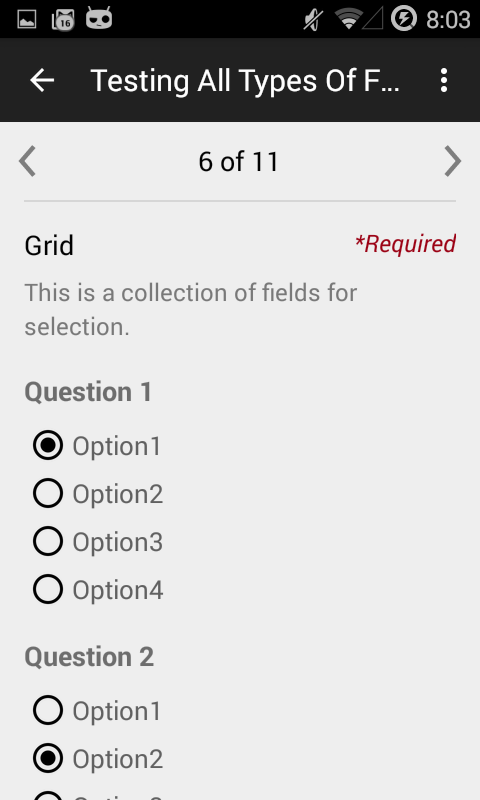 16 8:03
Testing All Types Of F...
6 of 11
Grid *Required
This is a collection of fields for
selection.
Question 1
Option1
Option2
Option3
Option4
Question 2
Option1
Option2